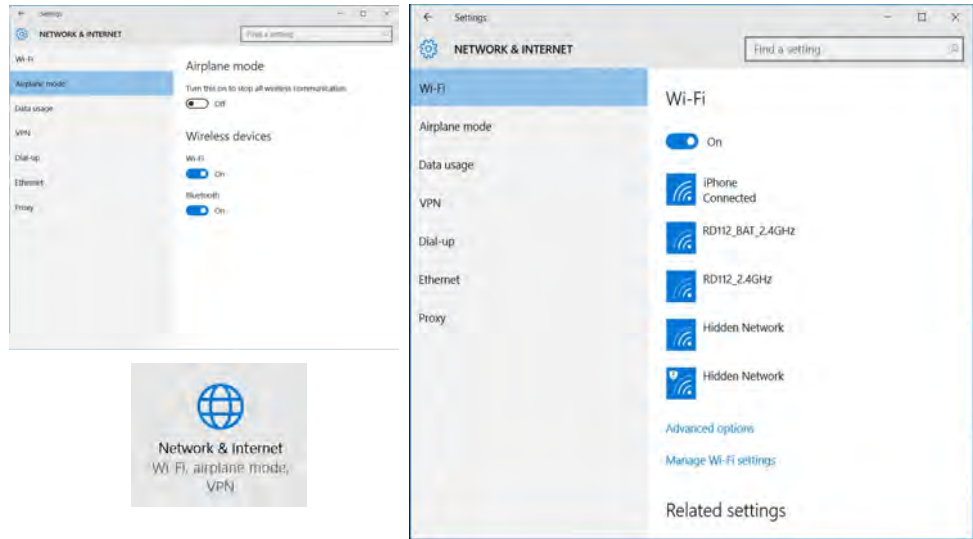 Settings
NETWORK & INTERNET
Find a setting
Wi-Fi
Airplane mode
Data usage
VPN
Dial-up
Ethernet
Proxy
Airplane mode
Turn this on to stop all wireless communication
Off
Wireless devices
Wi-Fi
On
Bluetooth
On
Network & Internet
Wi-Fi, airplane mode,
VPN
Settings
NETWORK & INTERNET
Find a setting
Wi-Fi
Airplane mode
Data usage
VPN
Dial-up
Ethernet
Proxy
Wi-Fi
On
iPhone
Connected
RD112_BAT_2.4GHz
RD112_2.4GHz
Hidden Network
Hidden Network
Advanced options
Manage Wi-Fi settings
Related settings